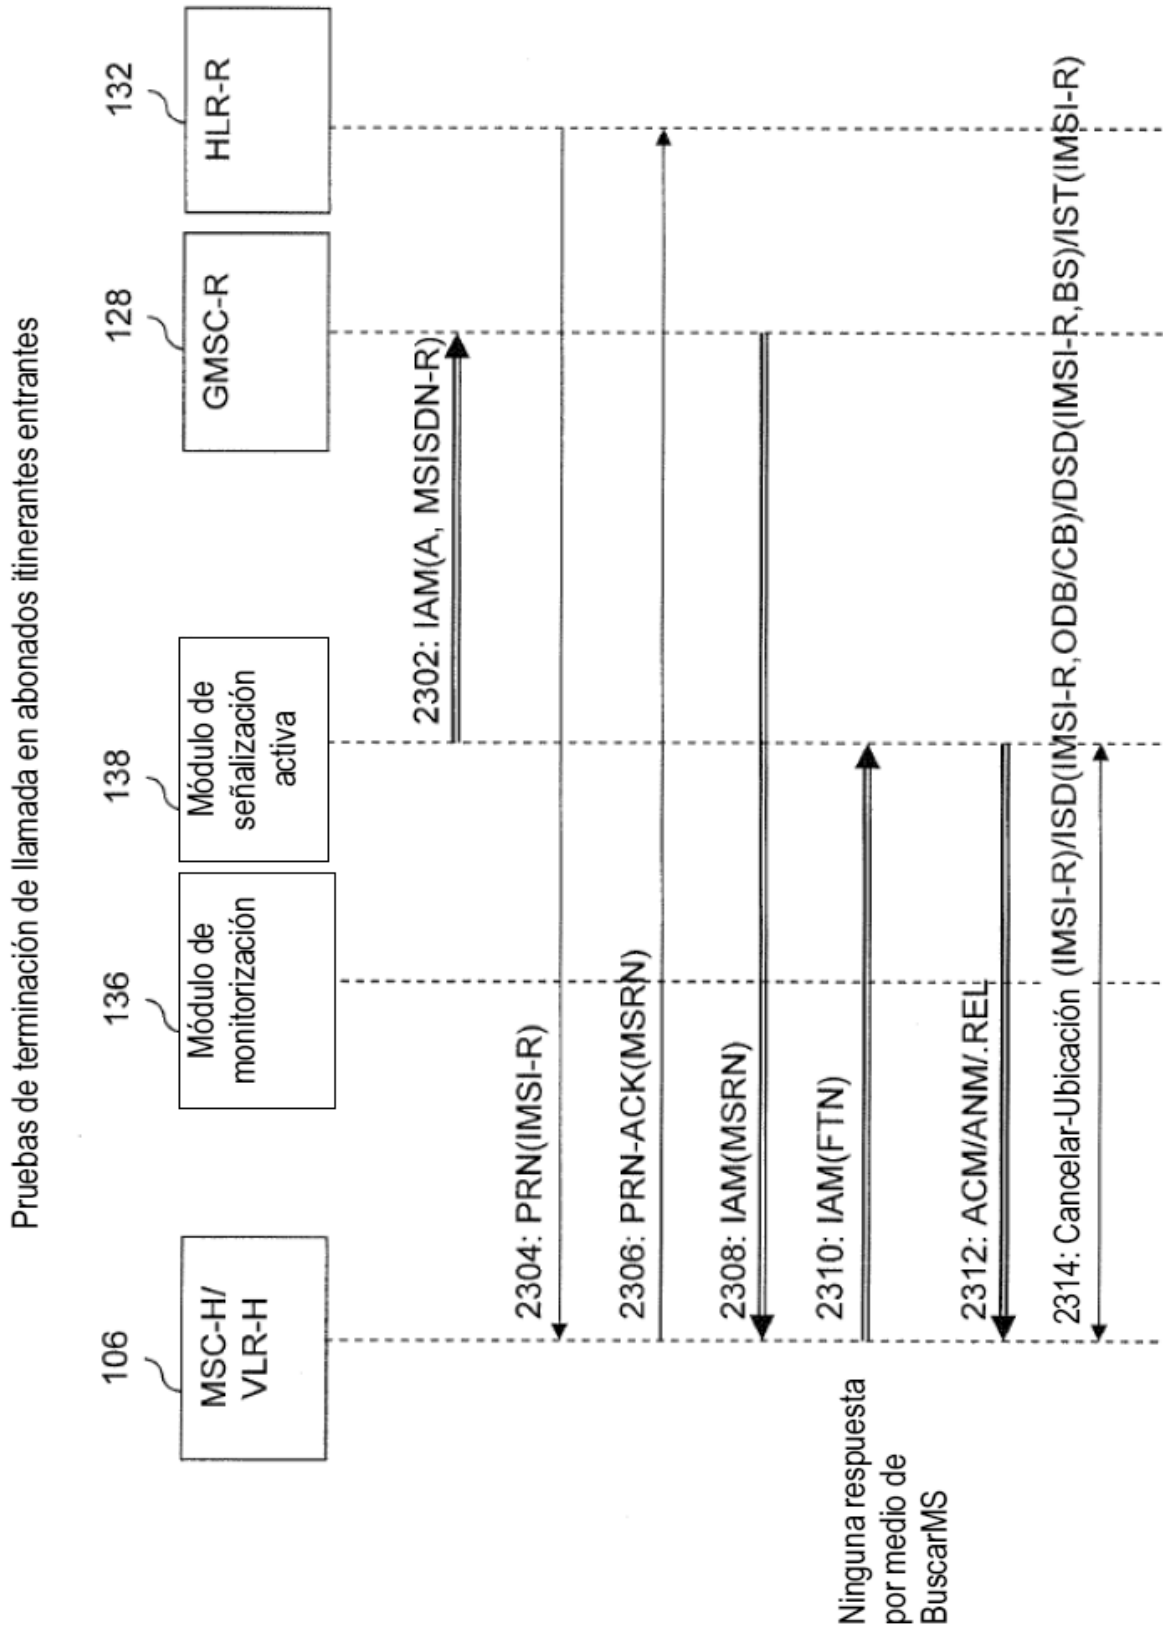 Pruebas de terminación de llamada en abonados itinerantes entrantes
106
136
138
128
132
MSC-H/
VLR-H
Módulo de
monitorización
Módulo de
señalización
activa
GMSC-R
HLR-R
2302: IAM(A, MSISDN-R)
2304: PRN(IMSI-R)
2306: PRN-ACK(MSRN)
2308: IAM(MSRN)
Ninguna respuesta
por medio de
BuscarMS
2310: IAM(FTN)
2312: ACM/ANM/.REL
2314: Cancelar-Ubicación (IMSI-R)/ISD(IMSI-R,ODB/CB)/DSD(IMSI-R,BS)/IST(IMSI-R)